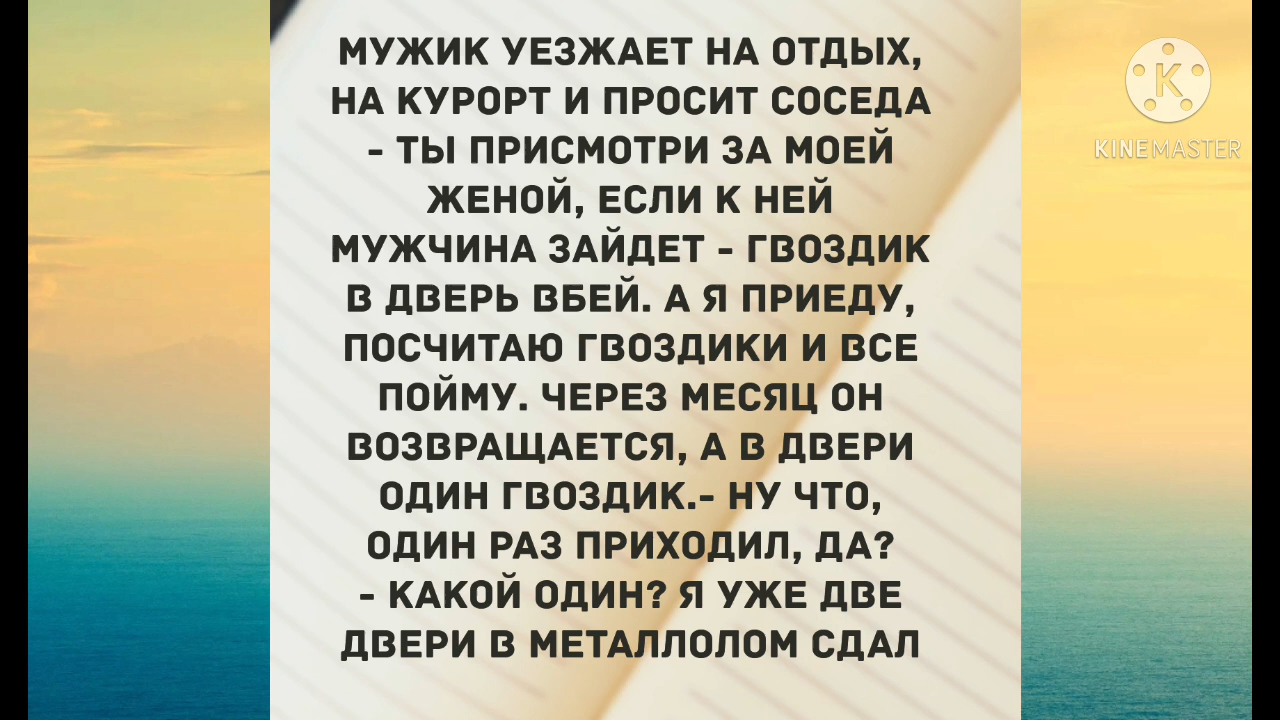 МУЖИК УЕЗЖАЕТ НА ОТДЫХ,
НА КУРОРТ И ПРОСИТ СОСЕДА
- ТЫ ПРИСМОТРИ ЗА МОЕЙ
ЖЕНОЙ, ЕСЛИ К НЕЙ
МУЖЧИНА ЗАЙДЕТ - ГВОЗДИК
В ДВЕРЬ ВБЕЙ. А Я ПРИЕДУ,
ПОСЧИТАЮ ГВОЗДИКИ И ВСЕ
ПОЙМУ. ЧЕРЕЗ МЕСЯЦ ОН
ВОЗВРАЩАЕТСЯ, А В ДВЕРИ
ОДИН ГВОЗДИК.- НУ ЧТО,
ОДИН РАЗ ПРИХОДИЛ, ДА?
- КАКОЙ ОДИН? Я УЖЕ ДВЕ
ДВЕРИ В МЕТАЛЛОЛОМ СДАЛ
K
KINEMASTER